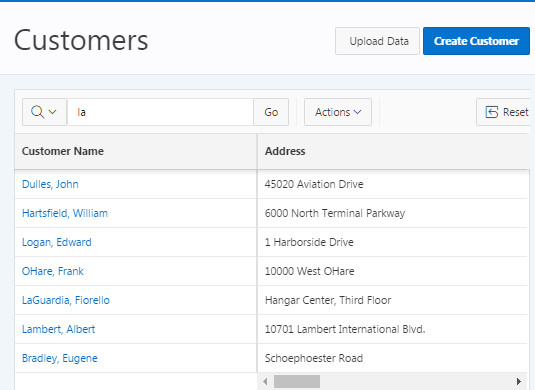 Customers
Upload Data
Create Customer
la
Go
Actions
Reset
Customer Name Address
Dulles, John 45020 Aviation Drive
Hartsfield, William 6000 North Terminal Parkway
Logan, Edward 1 Harborside Drive
OHare, Frank 10000 West OHare
LaGuardia, Fiorello Hangar Center, Third Floor
Lambert, Albert 10701 Lambert International Blvd.
Bradley, Eugene Schoephoester Road